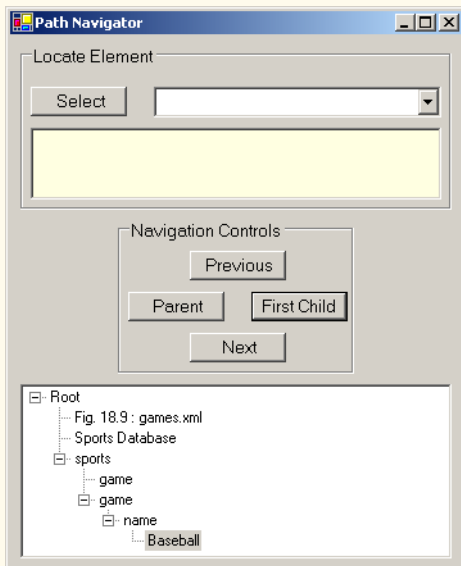 Path Navigator
Locate Element
Select
Navigation Controls
Previous
Parent First Child
Next
Root
Fig. 18.9 : games.xml
Sports Database
sports
game
game
name
Baseball